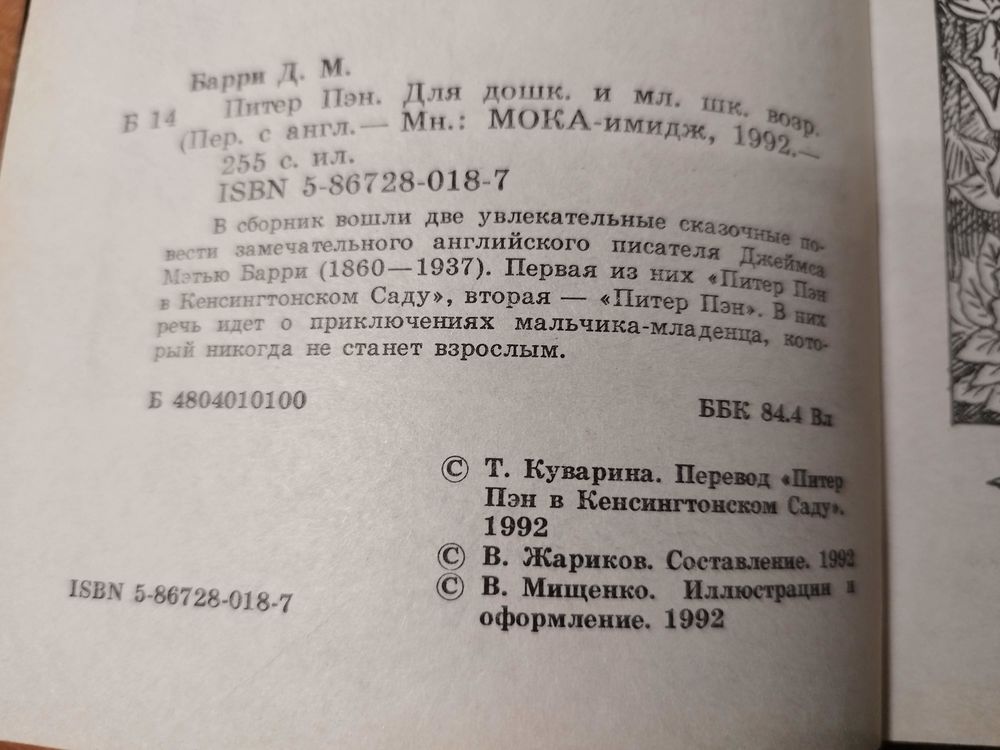 Барри Д. М.
Б 14 Питер Пэн. Для дошк. и мл. шк. возр.
(Пер. с англ.— Мн.: МОКА-имидж, 1992.—
255 с. ил.
ISBN 5-86728-018-7
В сборник вошли две увлекательные сказочные по-
вести замечательного английского писателя Джеймса
Мэтью Барри (1860—1937). Первая из них «Питер Пэн
в Кенсингтонском Саду», вторая — «Питер Пэн». В них
речь идет о приключениях мальчика-младенца, кото-
рый никогда не станет взрослым.
Б 4804010100
ББК 84.4 Вл
© Т. Куварина. Перевод «Питер
Пэн в Кенсингтонском Саду».
1992
© В. Жариков. Составление. 1992
© В. Мищенко. Иллюстрации и
оформление. 1992
ISBN 5-86728-018-7